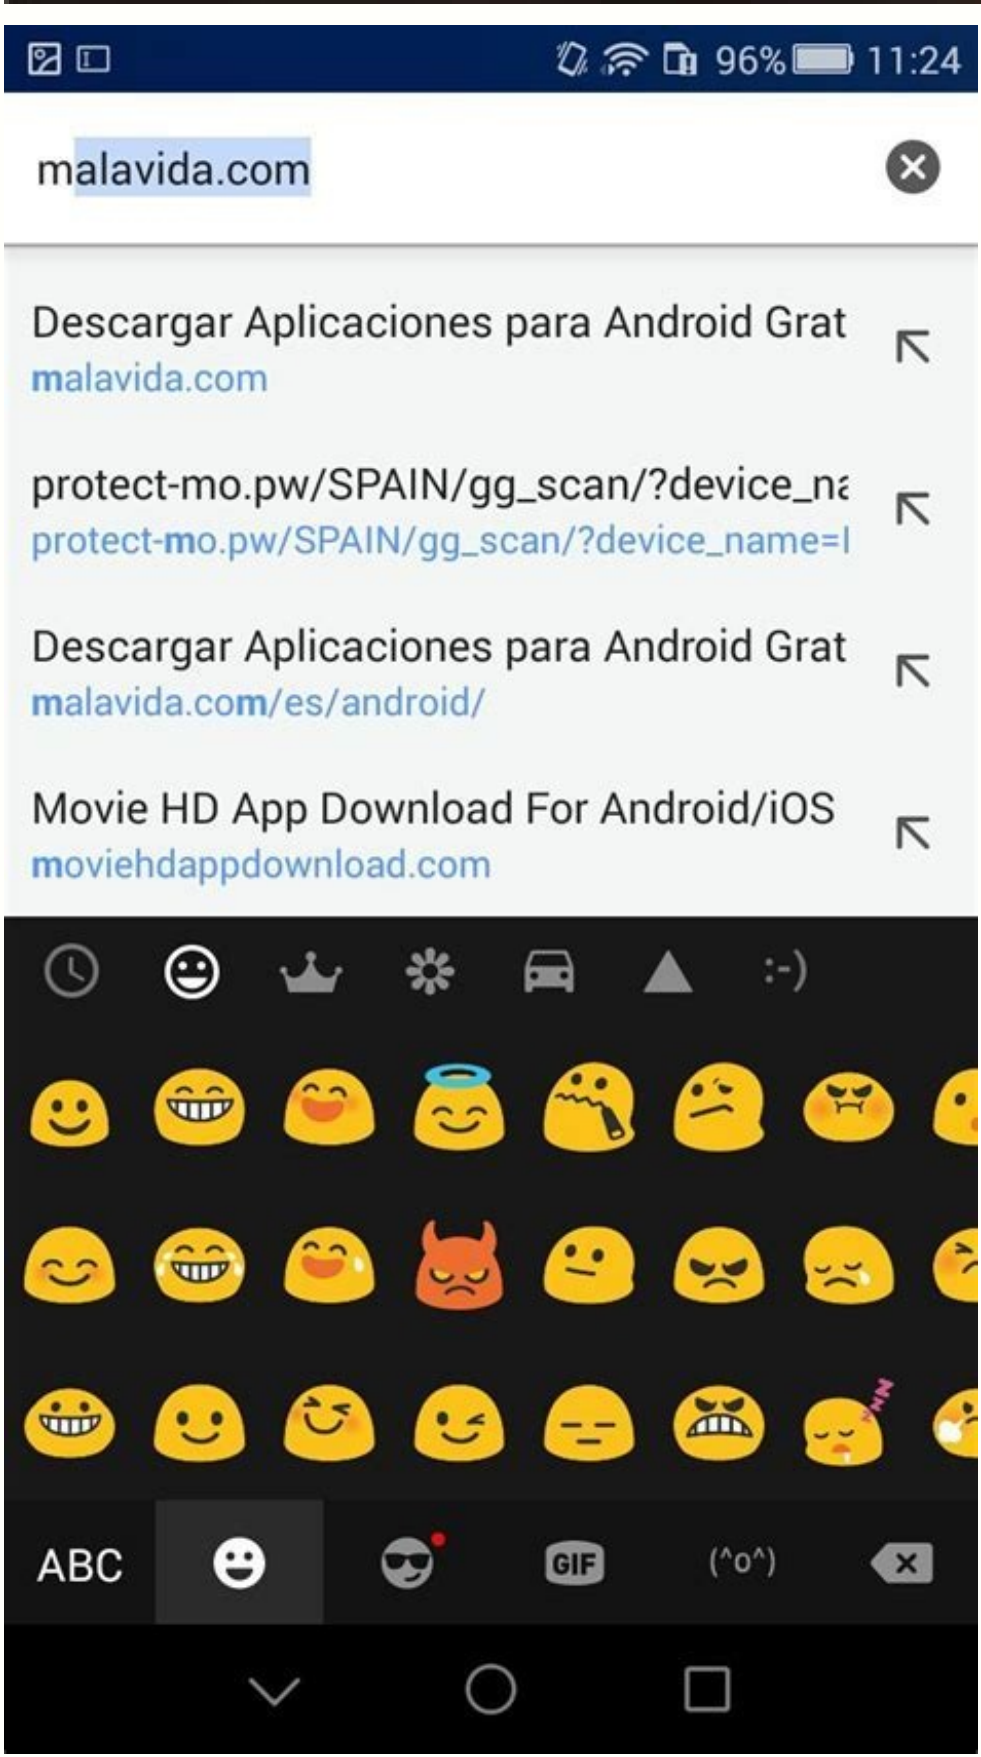 96% 11:24
malavida.com
Descargar Aplicaciones para Android Grat
malavida.com
protect-mo.pw/SPAIN/gg_scan/?device_na
protect-mo.pw/SPAIN/gg_scan/?device_name=
Descargar Aplicaciones para Android Grat
malavida.com/es/android/
Movie HD App Download For Android/iOS
moviehdappdownload.com
:-)
ABC GIF (^o^)